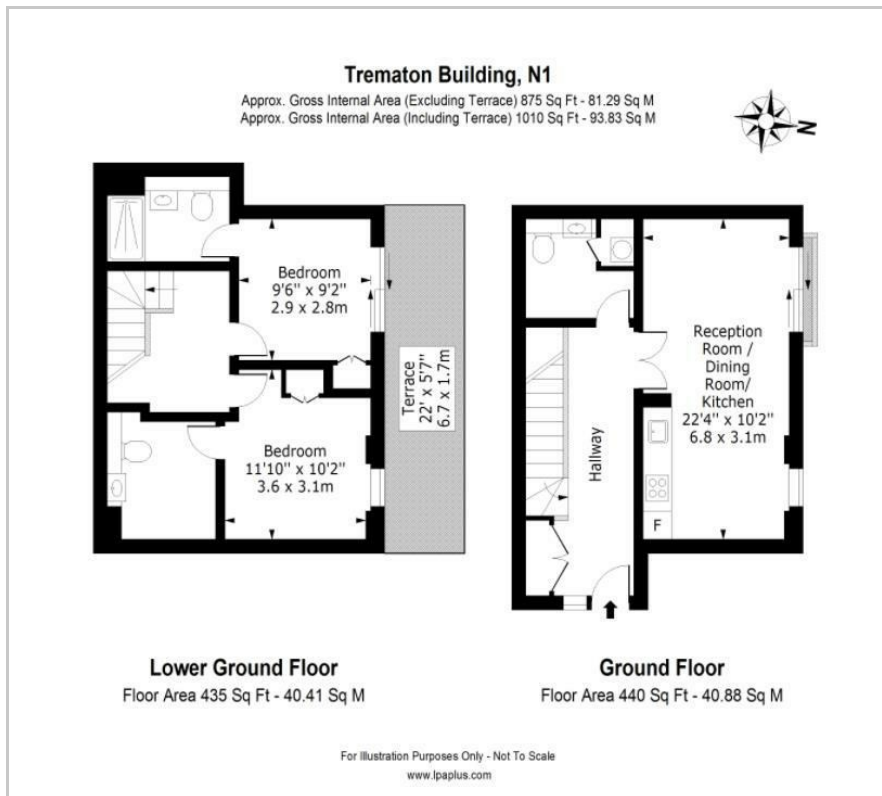 Trematon Building, N1
Approx. Gross Internal Area (Excluding Terrace) 875 Sq Ft - 81.29 Sq M
Approx. Gross Internal Area (Including Terrace) 1010 Sq Ft - 93.83 Sq M
N
Bedroom
9'6" x 9'2"
2.9 x 2.8m
Terrace
22' x 5'7"
6.7 x 1.7m
Bedroom
11'10" x 10'2"
3.6 x 3.1m
Reception
Room /
Dining
Room/
Kitchen
22'4" x 10'2"
6.8 x 3.1m
Hallway
F
Lower Ground Floor
Floor Area 435 Sq Ft - 40.41 Sq M
Ground Floor
Floor Area 440 Sq Ft - 40.88 Sq M
For Illustration Purposes Only - Not To Scale
www.lpaplus.com